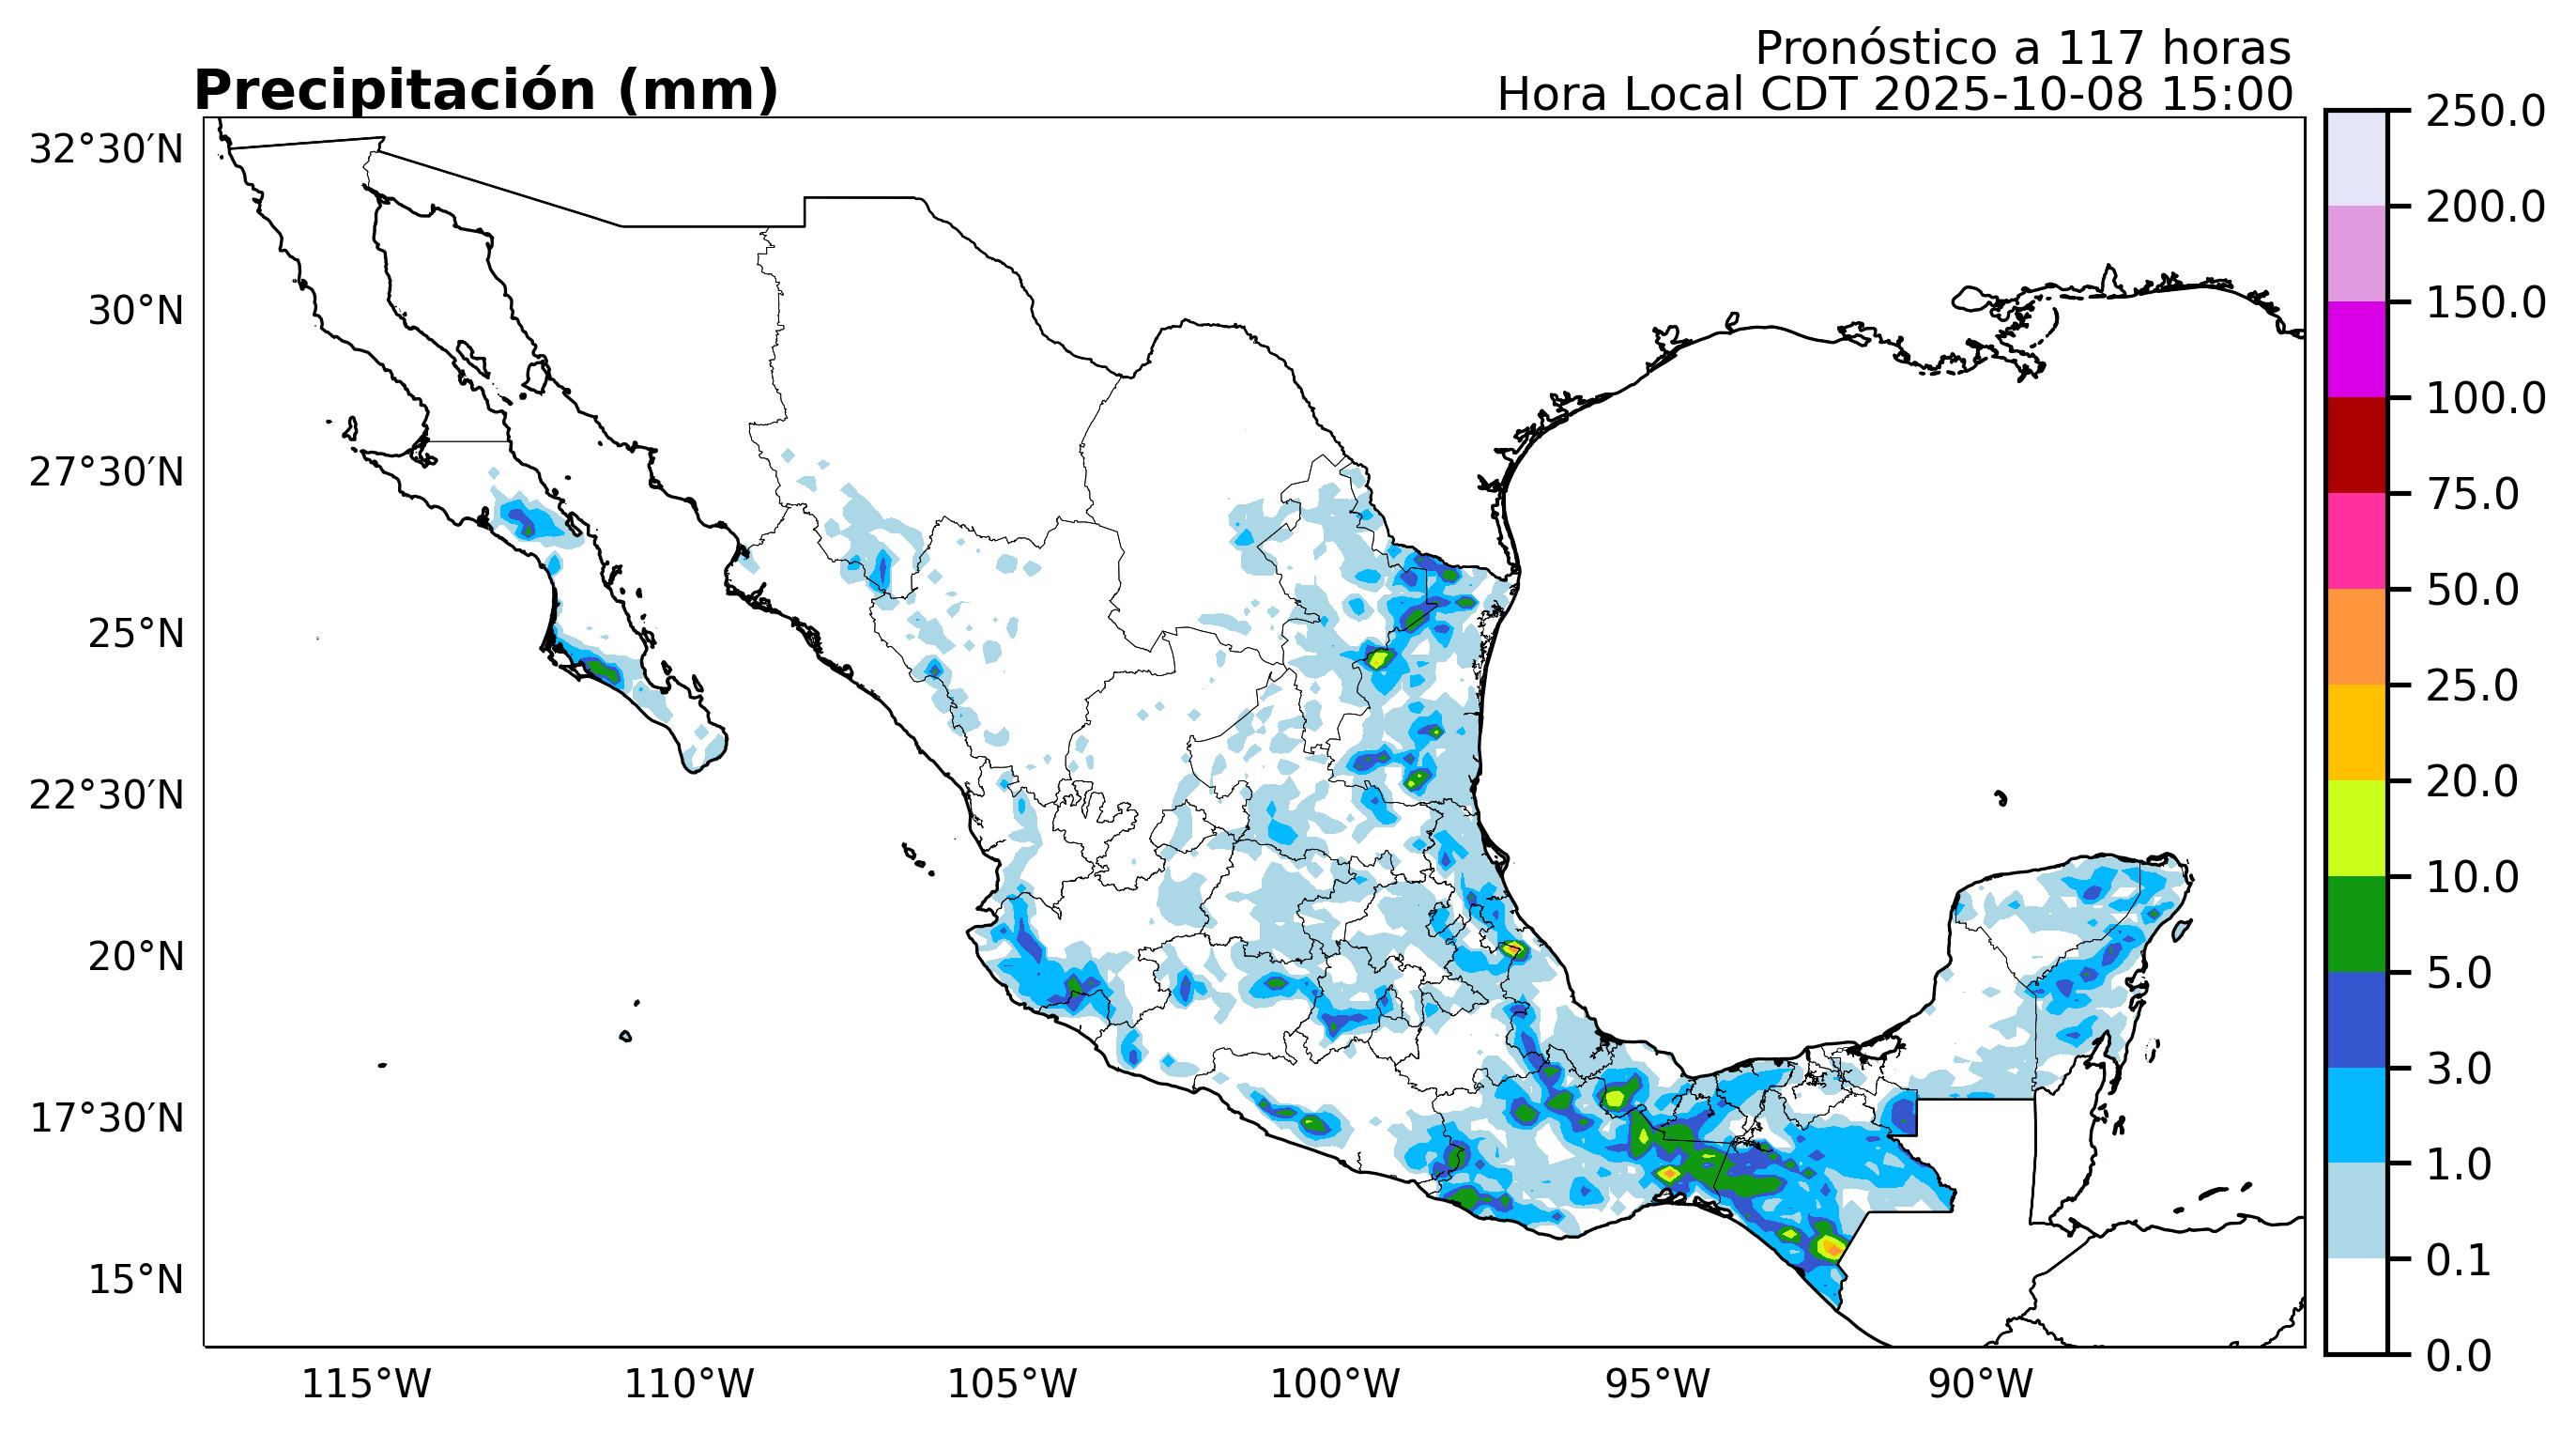 Pronóstico a 117 horas
Precipitación (mm)
Hora Local CDT 2025-10-08 15:00
32°30′N
30°N
27°30′N
25°N
22°30′N
20°N
17°30′N
15°N
115°W
110°W
105°W
100°W
95°W
90°W
250.0
200.0
150.0
100.0
75.0
50.0
25.0
20.0
10.0
5.0
3.0
1.0
0.1
0.0